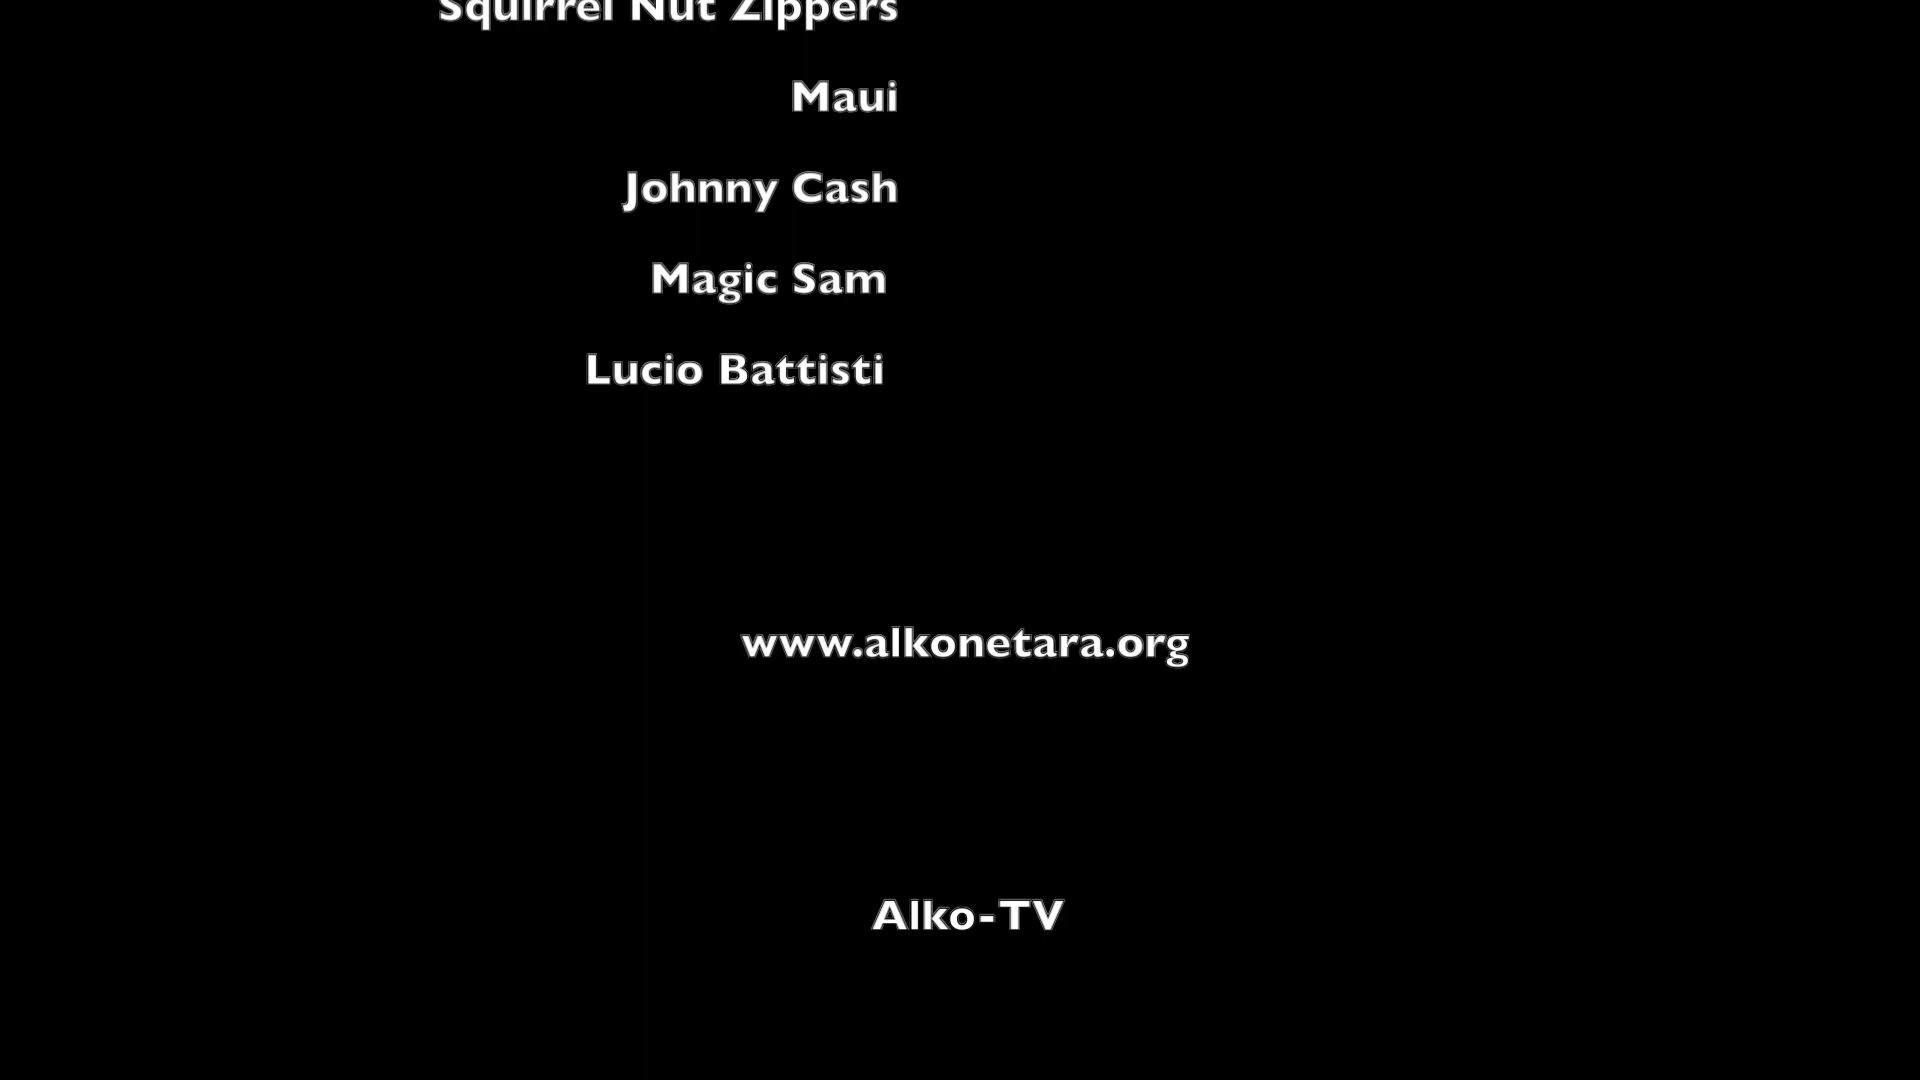 Squirrel Nut Zippers
Maui
Johnny Cash
Magic Sam
Lucio Battisti
www.alkonetara.org
Alko-TV